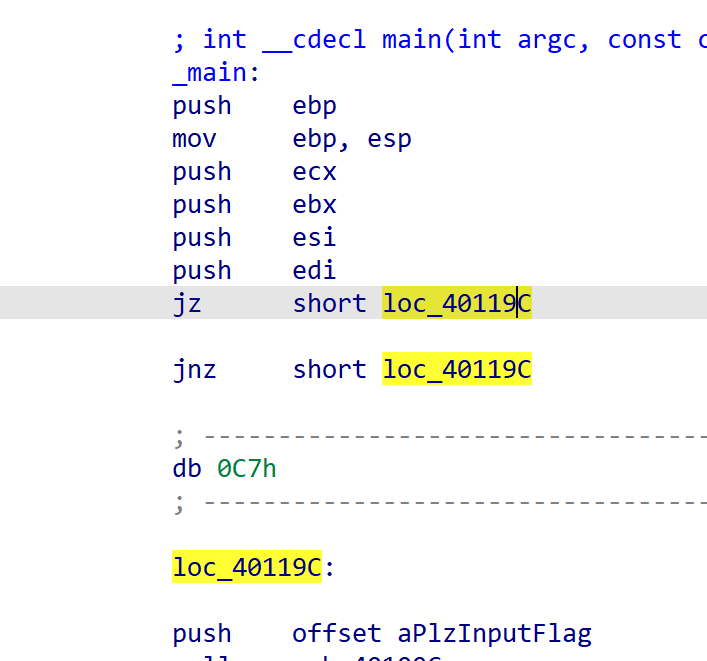 ; int __cdecl main(int argc, const c
_main:
push    ebp
mov     ebp, esp
push    ecx
push    ebx
push    esi
push    edi
jz      short loc_40119C
jnz     short loc_40119C
; ----------------------------------
db 0C7h
; ----------------------------------
loc_40119C:
push    offset aPlzInputFlag